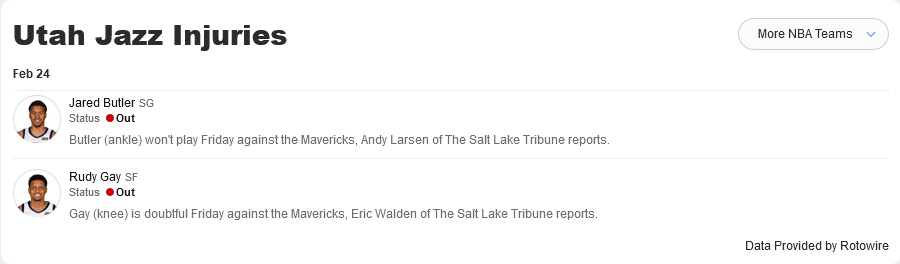 Utah Jazz Injuries
More NBA Teams
Feb 24
Jared Butler SG
Status Out
Butler (ankle) won't play Friday against the Mavericks, Andy Larsen of The Salt Lake Tribune reports.
Rudy Gay SF
Status Out
Gay (knee) is doubtful Friday against the Mavericks, Eric Walden of The Salt Lake Tribune reports.
Data Provided by Rotowire